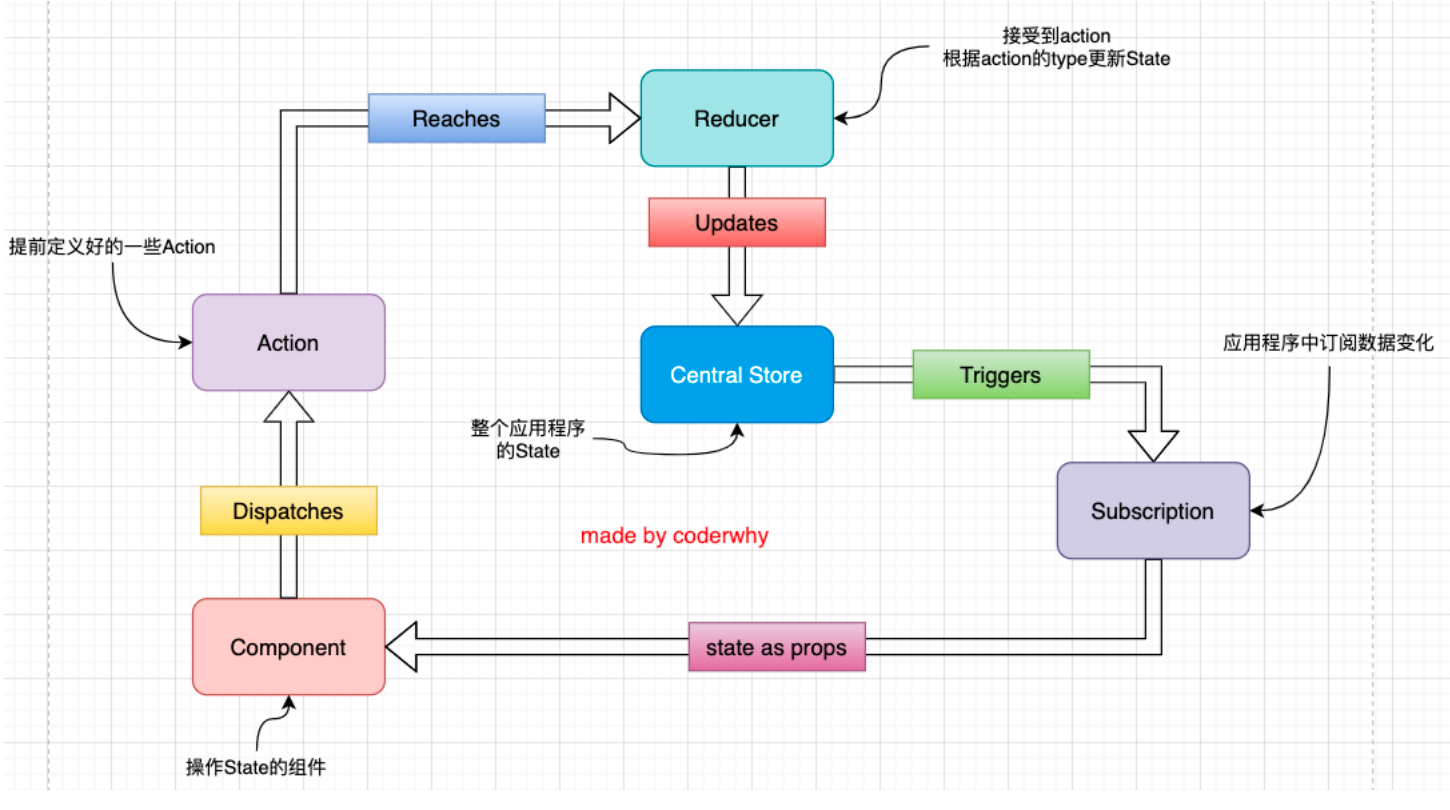 接受到action
根据action的type更新State
Reaches
Reducer
Updates
提前定义好的一些Action
Action
Central Store
Triggers
应用程序中订阅数据变化
整个应用程序
的State
Dispatches
Subscription
made by coderwhy
Component
state as props
操作State的组件